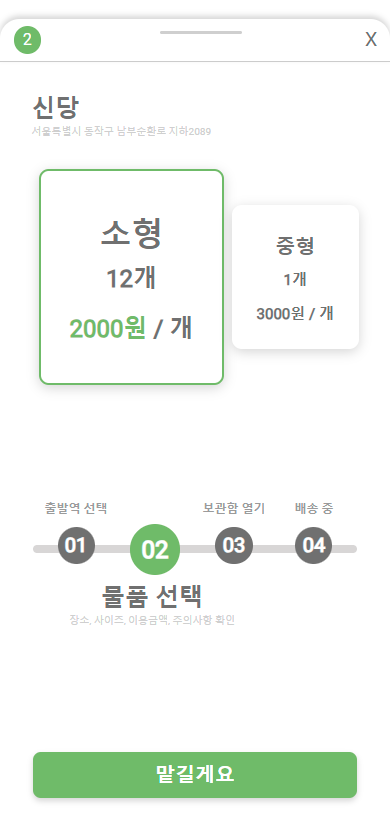 2
X
신당
서울특별시 동작구 남부순환로 지하2089
소형
12개
2000원 / 개
중형
1개
3000원 / 개
출발역 선택
보관함 열기
배송 중
01
02
03
04
물품 선택
장소, 사이즈, 이용금액, 주의사항 확인
맡길게요